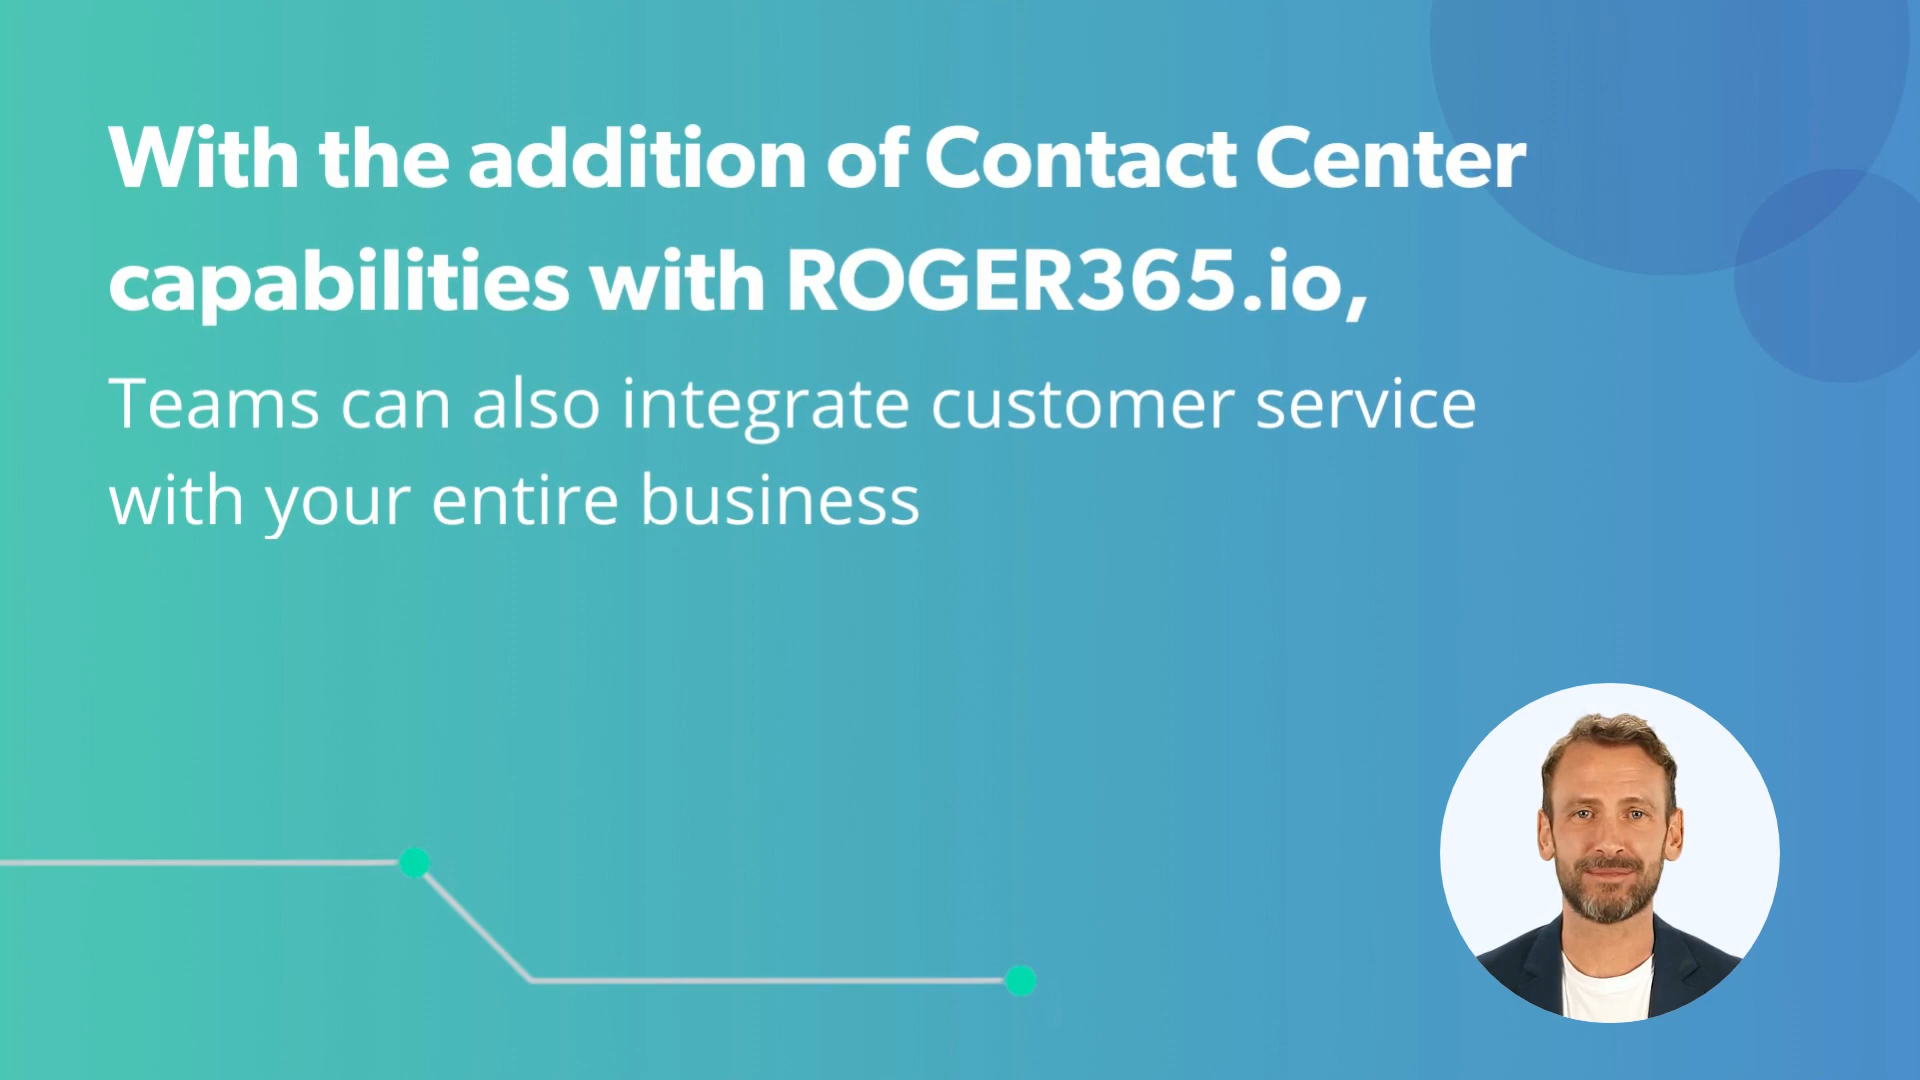 With the addition of Contact Center
capabilities with ROGER365.io,
Teams can also integrate customer service
with your entire business